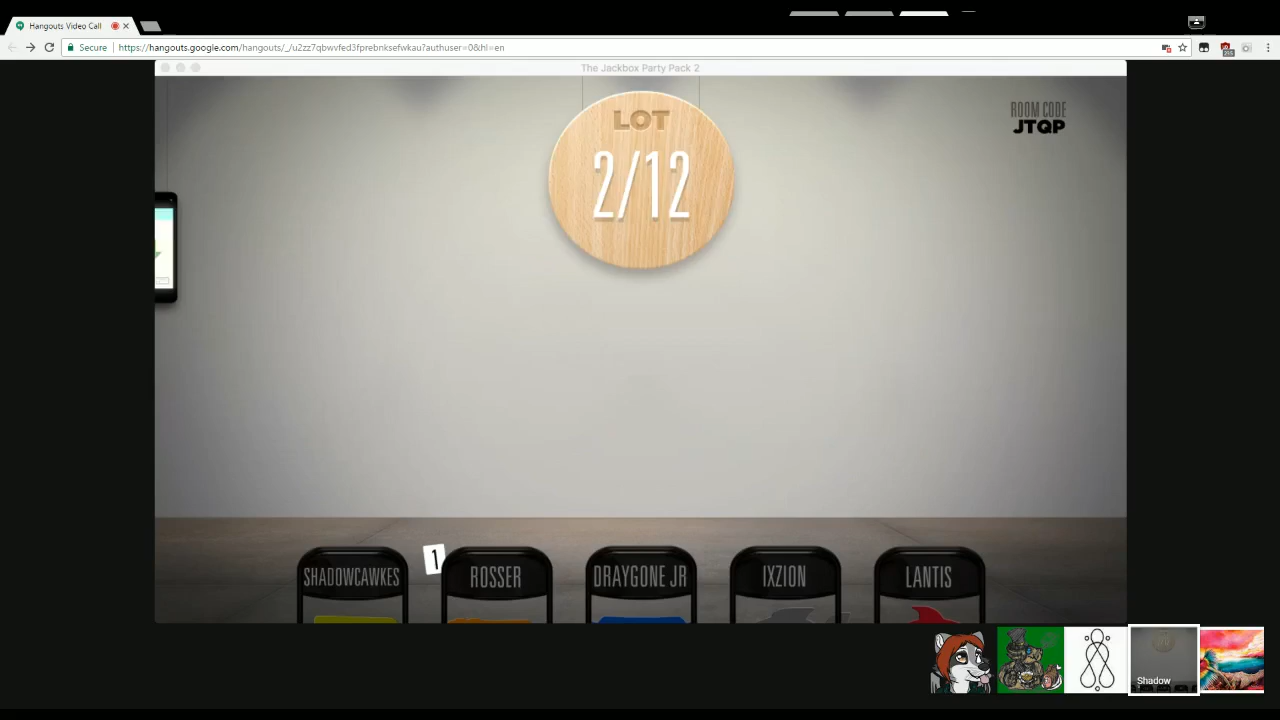 Hangouts Video Call
Secure
https://hangouts.google.com/hangouts/_/u2zz7qbwvfed3fprebnksefwkau?authuser=0&hl=en
The Jackbox Party Pack 2
LOT
2/12
ROOM CODE
JTQP
1
SHADOWCAWKES
ROSSER
DRAYGONE JR
IXZION
LANTIS
Shadow